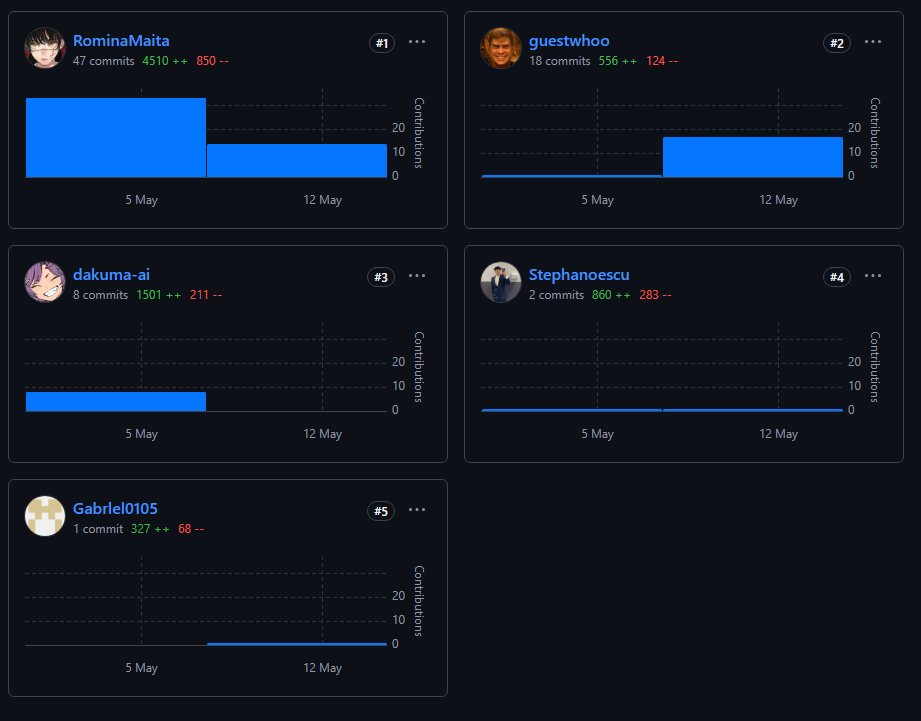 RominaMaita
#1
...
47 commits 4510 ++ 850 --
Contributions
20
10
0
5 May
12 May
guestwhoo
#2
...
18 commits 556 ++ 124 --
Contributions
20
10
0
5 May
12 May
dakuma-ai
#3
...
8 commits 1501 ++ 211 --
Contributions
20
10
0
5 May
12 May
Stephanoescu
#4
...
2 commits 860 ++ 283 --
Contributions
20
10
0
5 May
12 May
Gabrlel0105
#5
...
1 commit 327 ++ 68 --
Contributions
20
10
0
5 May
12 May